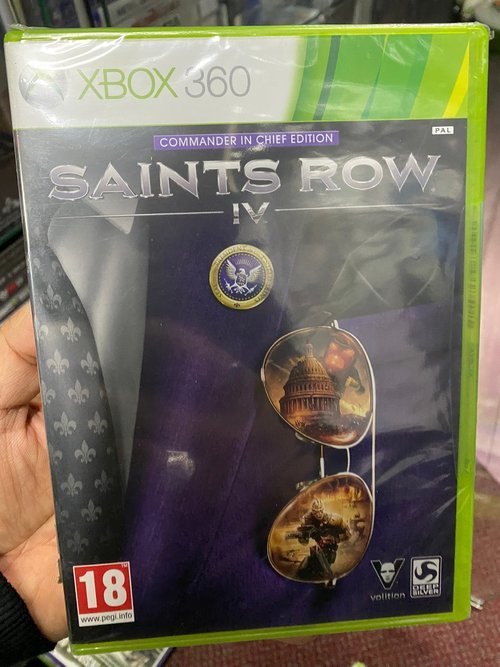 XBOX 360
PAL
COMMANDER IN CHIEF EDITION
SAINTS ROW
IV
18
www.pegi.info
volition
DEEP
SILVER